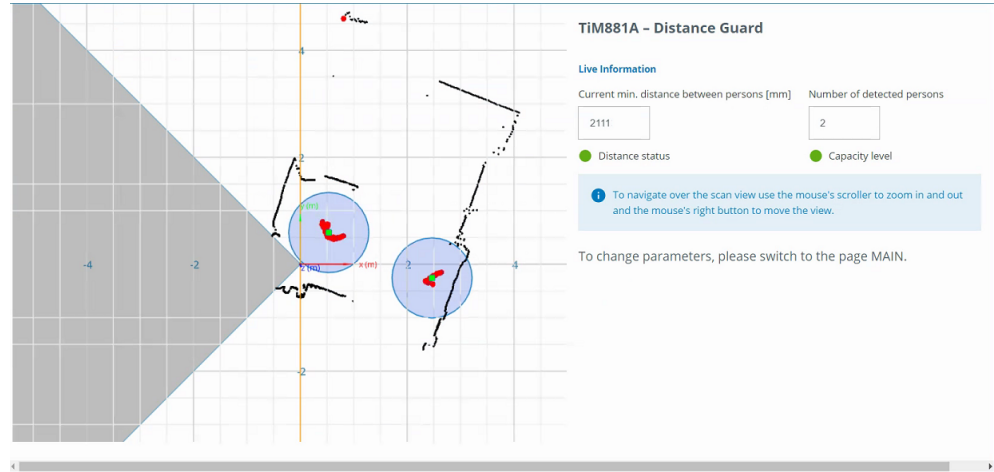 TiM881A – Distance Guard
Live Information
Current min. distance between persons [mm]
Number of detected persons
2111
2
Distance status
Capacity level
To navigate over the scan view use the mouse's scroller to zoom in and out
and the mouse's right button to move the view.
To change parameters, please switch to the page MAIN.
4
2
y (m)
-4
-2
z (m)
x (m)
2
4
-2